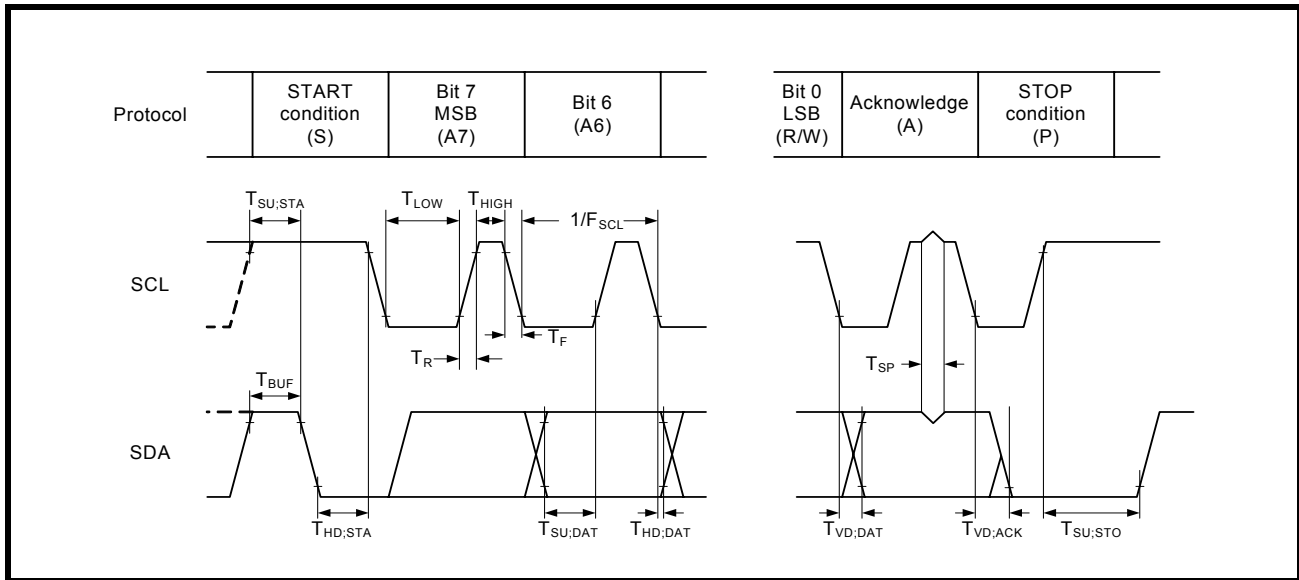 Protocol
START
condition
(S)
Bit 7
MSB
(A7)
Bit 6
(A6)
Bit 0
LSB
(R/W)
Acknowledge
(A)
STOP
condition
(P)
TSU;STA
TLOW
THIGH
1/FSCL
SCL
TR
TF
TSP
TBUF
SDA
THD;STA
TSU;DAT
THD;DAT
TVD;DAT
TVD;ACK
TSU;STO